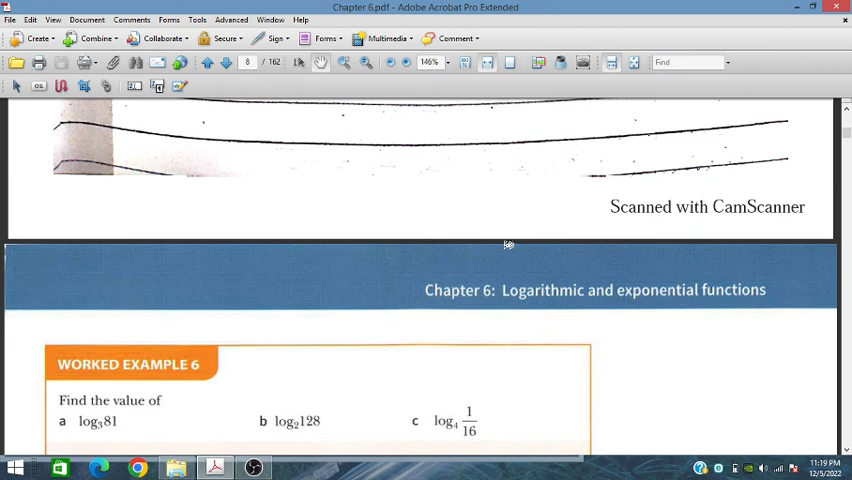 Chapter 6.pdf - Adobe Acrobat Pro Extended
File Edit View Document Comments Forms Tools Advanced Window Help
Create Combine Collaborate Secure Sign Forms Multimedia Comment
8 / 162 146% Find
Scanned with CamScanner
Chapter 6: Logarithmic and exponential functions
WORKED EXAMPLE 6
Find the value of
a log₃81 b log₂128 c log₄ 1/16
11:19 PM
12/5/2022